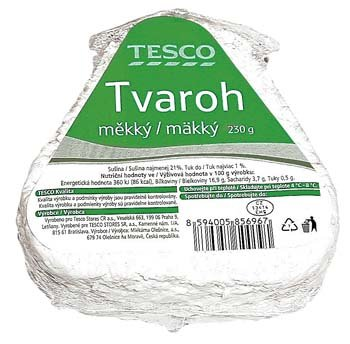 TESCO
Tvaroh
měkký / mäkký 230 g
Sušina / Sušina najmenej 21%, Tuk do / Tuk najviac 1 %.
Nutriční hodnoty ve / Výživová hodnota v 100 g výrobku:
Energetická hodnota 360 kJ (86 kcal), Bílkoviny / Bielkoviny 16,9 g, Sacharidy 3,7 g, Tuky 0,5 g.
TESCO Kvalita
Kvalita a podmínky výroby jsou pravidelně kontrolovány.
Kvalita výrobku a podmienky výroby sú pravidelne kontrolované.
Výrobce / Výrobca
Vyrobeno pro Tesco Stores ČR a.s., Veselská 663, 199 06 Praha 9,
Letňany. Vyrobené pre TESCO STORES SR, a.s., Kamenné nám. 1/A,
815 61 Bratislava. Výrobce / Výrobca: Mlékárna Olešnice,
679 74 Olešnice na Moravě, Česká republika.
Uchovejte při teplotě / Skladujte pri teplote 4 °C – 8 °C.
Spotřebujte do / Spotrebujte do:
8 594005 856967
CZ